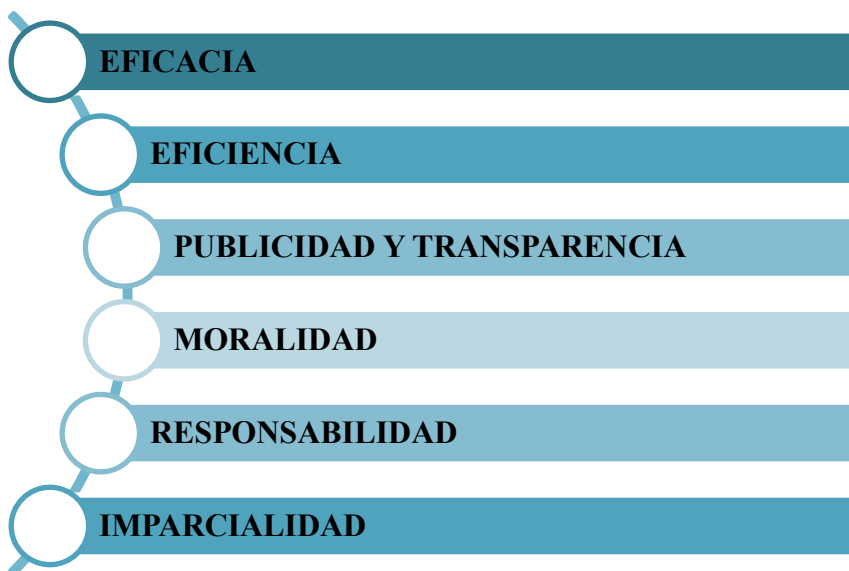 EFICACIA
EFICIENCIA
PUBLICIDAD Y TRANSPARENCIA
MORALIDAD
RESPONSABILIDAD
IMPARCIALIDAD